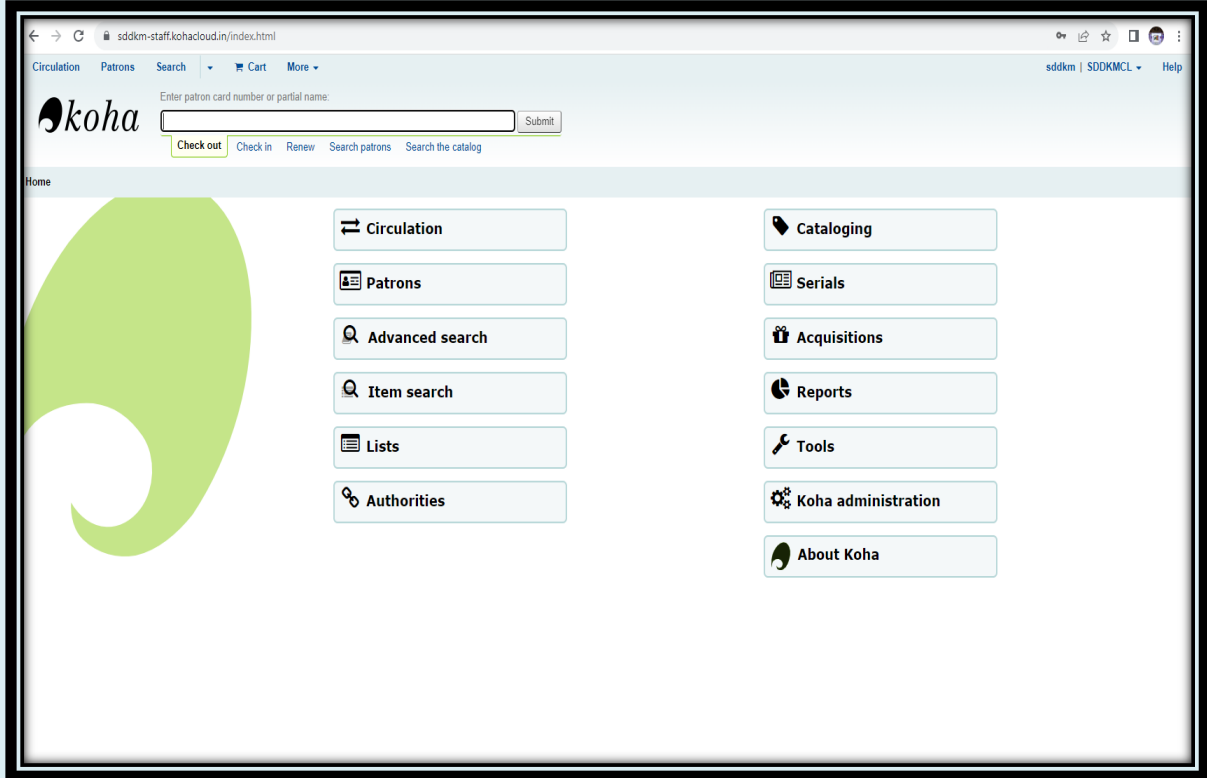 sddkm-staff.kohacloud.in/index.html
Circulation Patrons Search Cart More sddkm | SDDKMCL Help
koha
Enter patron card number or partial name:
Submit
Check out Check in Renew Search patrons Search the catalog
Home
Circulation
Patrons
Advanced search
Item search
Lists
Authorities
Cataloging
Serials
Acquisitions
Reports
Tools
Koha administration
About Koha